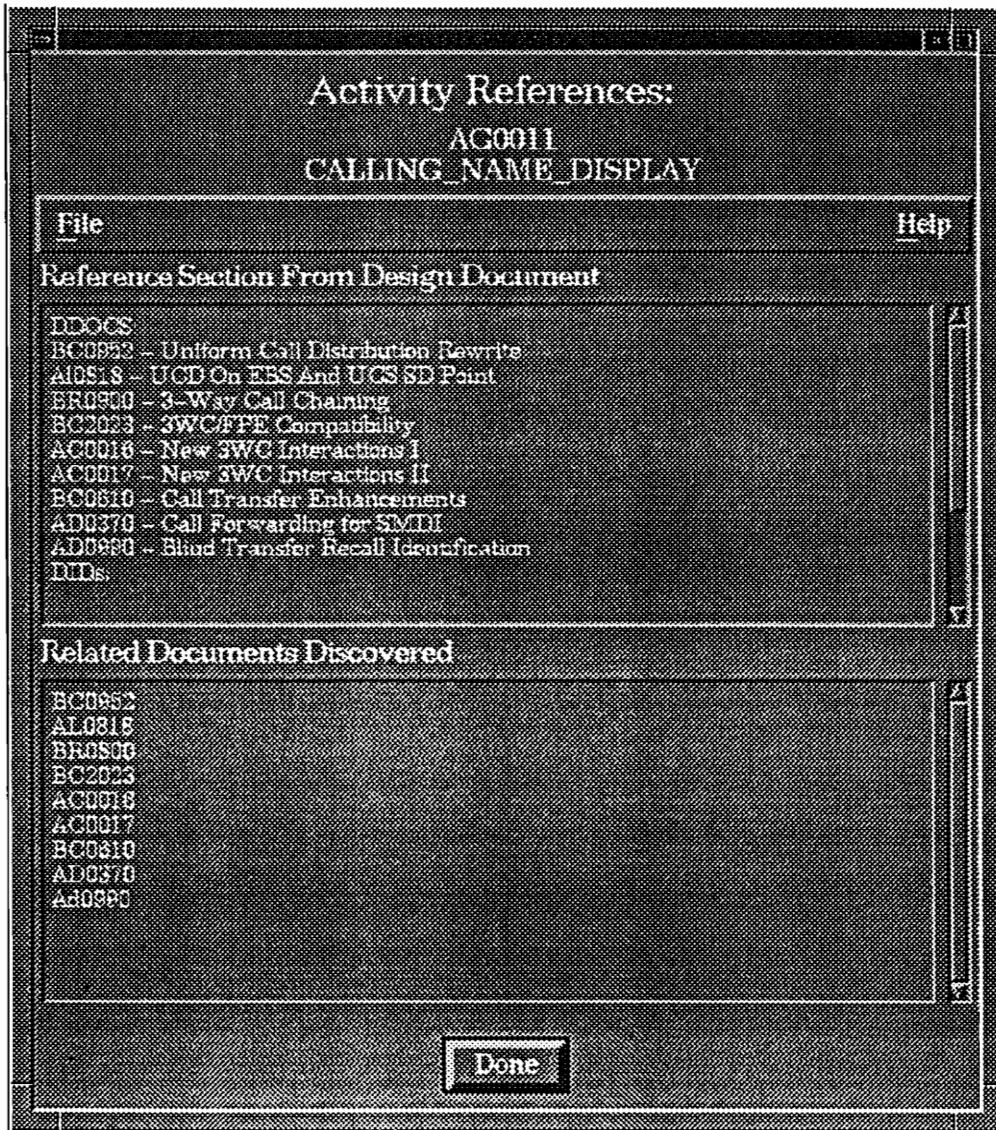 Activity References:
AG0011
CALLING_NAME_DISPLAY
File Help
Reference Section From Design Document
DDOCS
BC0952 – Uniform Call Distribution Rewrite
AI0818 – UCD On EBS And UCS SD Point
BR0800 – 3–Way Call Chaining
BC2023 – 3WC/FPE Compatibility
AC0016 – New 3WC Interactions I
AC0017 – New 3WC Interactions II
BC0610 – Call Transfer Enhancements
AD0370 – Call Forwarding for SMDI
AD0990 – Blind Transfer Recall Identification
DIDs:
Related Documents Discovered
BC0952
AL0818
BR0800
BC2023
AC0016
AC0017
BC0610
AD0370
Ad0990
Done